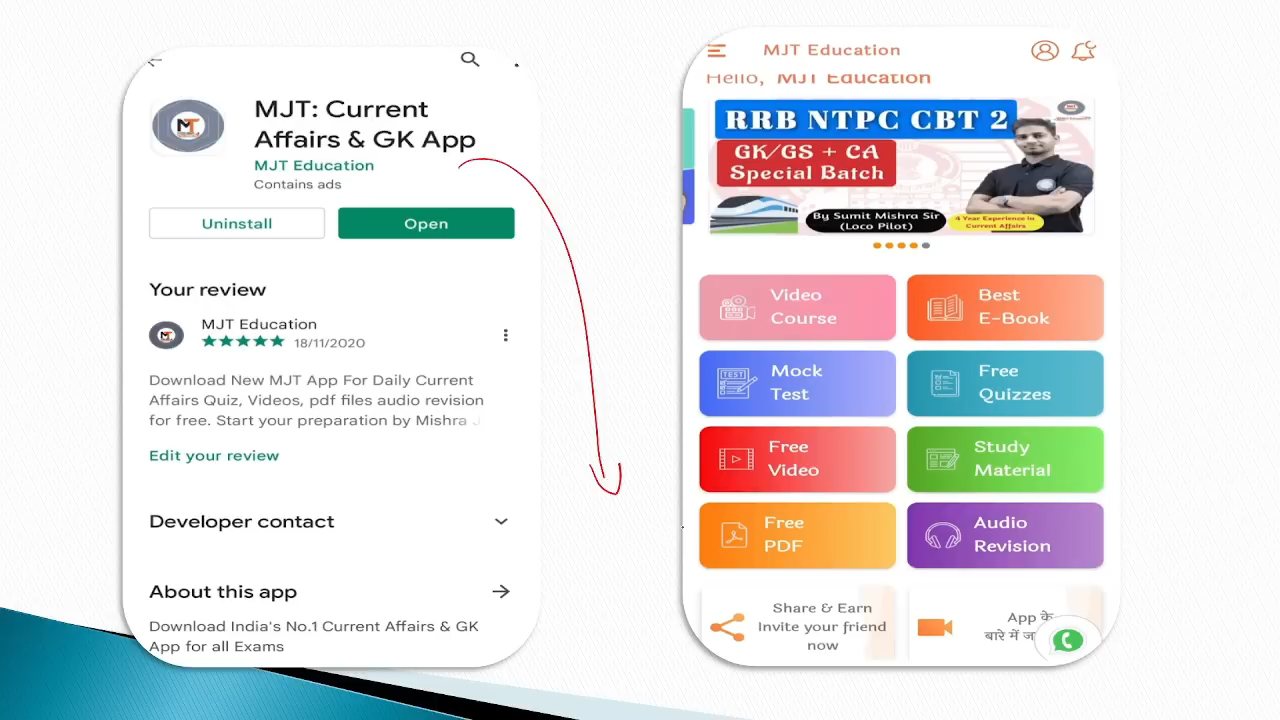 MJT: Current
Affairs & GK App
MJT Education
Contains ads
Uninstall
Open
Your review
MJT Education
18/11/2020
Download New MJT App For Daily Current
Affairs Quiz, Videos, pdf files audio revision
for free. Start your preparation by Mishra J
Edit your review
Developer contact
About this app
Download India's No.1 Current Affairs & GK
App for all Exams
MJT Education
Hello, MJT Education
RRB NTPC CBT 2
GK/GS + CA
Special Batch
By Sumit Mishra Sir
(Loco Pilot)
4 Year Experience in
Current Affairs
Video
Course
Best
E-Book
Mock
Test
Free
Quizzes
Free
Video
Study
Material
Free
PDF
Audio
Revision
Share & Earn
Invite your friend
now
App के
बारे में